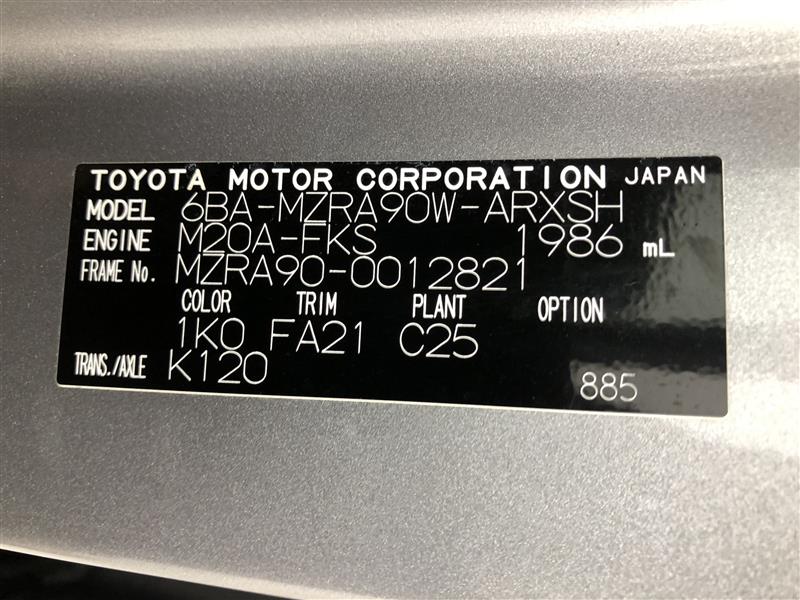 TOYOTA MOTOR CORPORATION JAPAN
MODEL 6BA-MZRA90W-ARXSH
ENGINE M20A-FKS 1986 mL
FRAME No. MZRA90-0012821
COLOR TRIM PLANT OPTION
1K0 FA21 C25
TRANS./AXLE K120
885